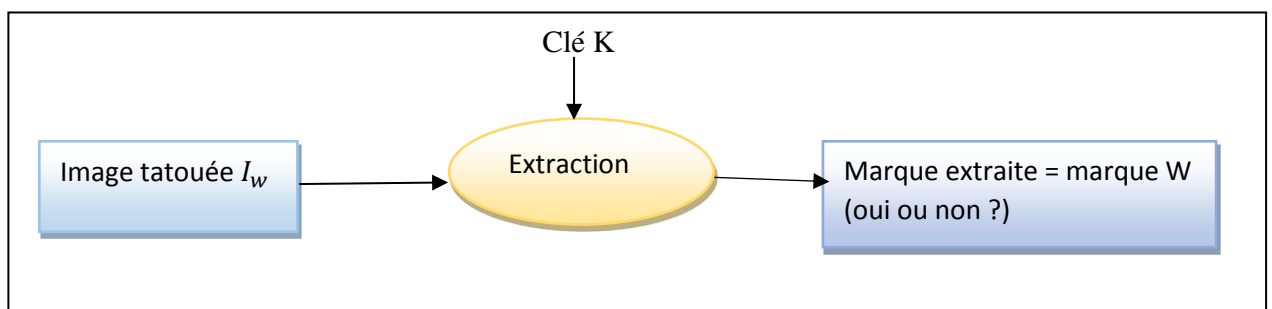 Clé K
Image tatouée I_w
Extraction
Marque extraite = marque W
(oui ou non ?)